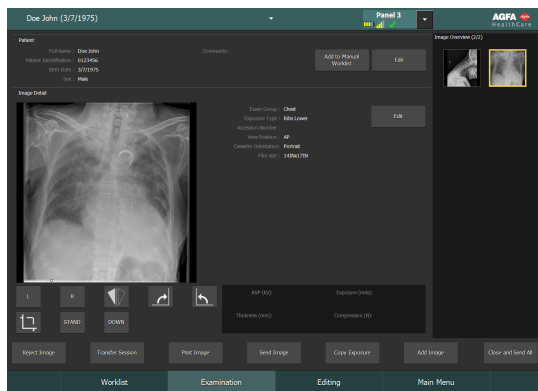 Doe John (3/7/1975)
Panel 3
AGFA
HealthCare
Patient
Full Name : Doe John
Patient Identification : 0123456
Birth Date : 3/7/1975
Sex : Male
Comments :
Add to Manual
Worklist
Edit
Image Overview (2/2)
Image Detail
Exam Group : Chest
Exposure Type : Ribs Lower
Accession Number :
View Position : AP
Cassette Orientation : Portrait
Film size : 14INx17IN
Edit
L
R
STAND
DOWN
kVP (kV):
Exposure (mAs):
Thickness (mm):
Compression (N):
Reject Image
Transfer Session
Print Image
Send Image
Copy Exposure
Add Image
Close and Send All
Worklist
Examination
Editing
Main Menu